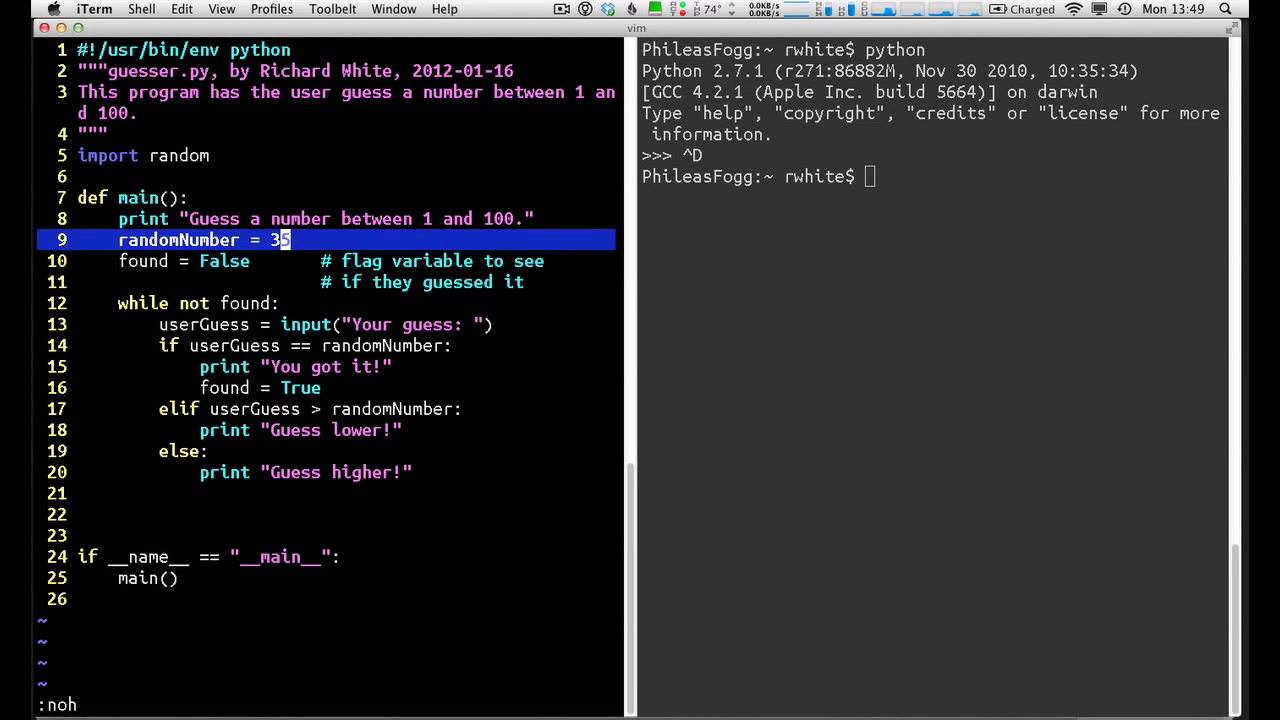 iTerm Shell Edit View Profiles Toolbelt Window Help 74° 0.0KB/s 0.0KB/s Charged Mon 13:49
vim
1 #!/usr/bin/env python
2 """guesser.py, by Richard White, 2012-01-16
3 This program has the user guess a number between 1 an
d 100.
4 """
5 import random
6
7 def main():
8 print "Guess a number between 1 and 100."
9 randomNumber = 35
10 found = False # flag variable to see
11 # if they guessed it
12 while not found:
13 userGuess = input("Your guess: ")
14 if userGuess == randomNumber:
15 print "You got it!"
16 found = True
17 elif userGuess > randomNumber:
18 print "Guess lower!"
19 else:
20 print "Guess higher!"
21
22
23
24 if __name__ == "__main__":
25 main()
26
~
~
~
~
:noh
PhileasFogg:~ rwhite$ python
Python 2.7.1 (r271:86882M, Nov 30 2010, 10:35:34)
[GCC 4.2.1 (Apple Inc. build 5664)] on darwin
Type "help", "copyright", "credits" or "license" for more
information.
>>> ^D
PhileasFogg:~ rwhite$